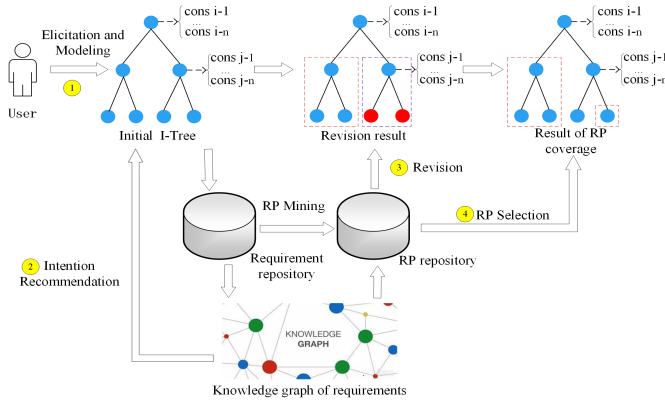 cons i-1
...
cons i-n
cons i-1
...
cons i-n
cons i-1
...
cons i-n
Elicitation and
Modeling
1
cons j-1
...
cons j-n
cons j-1
...
cons j-n
cons j-1
...
cons j-n
User
Initial I-Tree
Revision result
Result of RP
coverage
3 Revision
RP Mining
4 RP Selection
Requirement
repository
RP repository
2 Intention
Recommendation
KNOWLEDGE
GRAPH
Knowledge graph of requirements